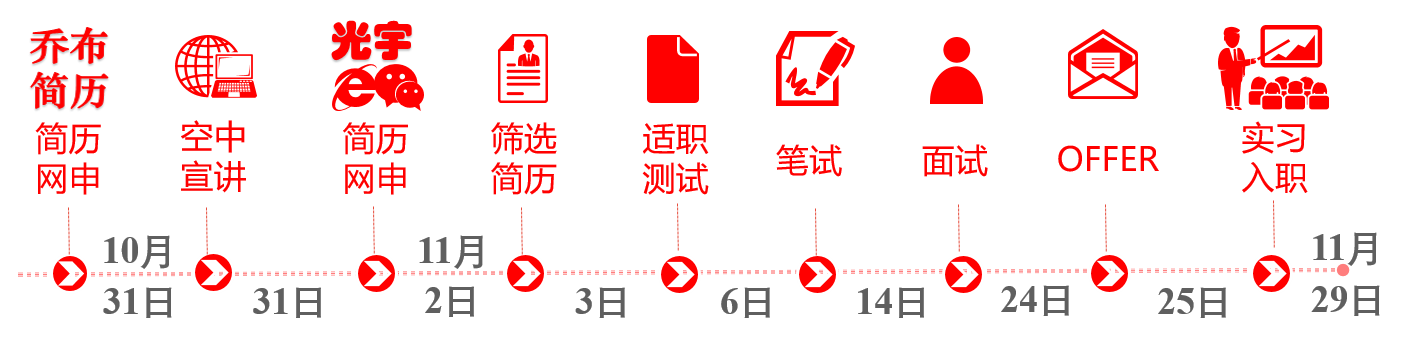 乔布
简历
光宇
简历
网申
空中
宣讲
简历
网申
筛选
简历
适职
测试
笔试
面试
OFFER
实习
入职
10月
31日
31日
11月
2日
3日
6日
14日
24日
25日
11月
29日